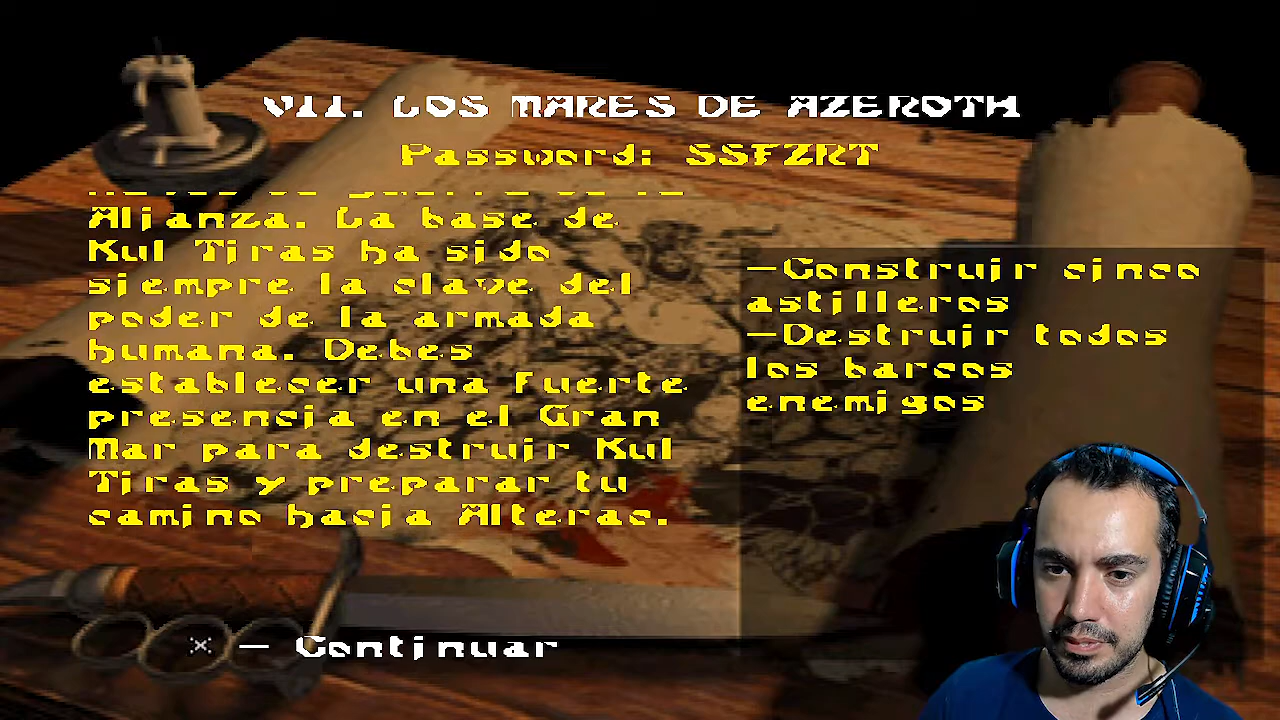 VII. LOS MARES DE AZEROTH
Password: SSFZRT
Alianza. La base de
Kul Tiras ha sido
siempre la clave del
poder de la armada
humana. Debes
establecer una fuerte
presencia en el Gran
Mar para destruir Kul
Tiras y preparar tu
camino hacia Alterac.
—Construir cinco
astilleros
—Destruir todos
los barcos
enemigos
— Continuar